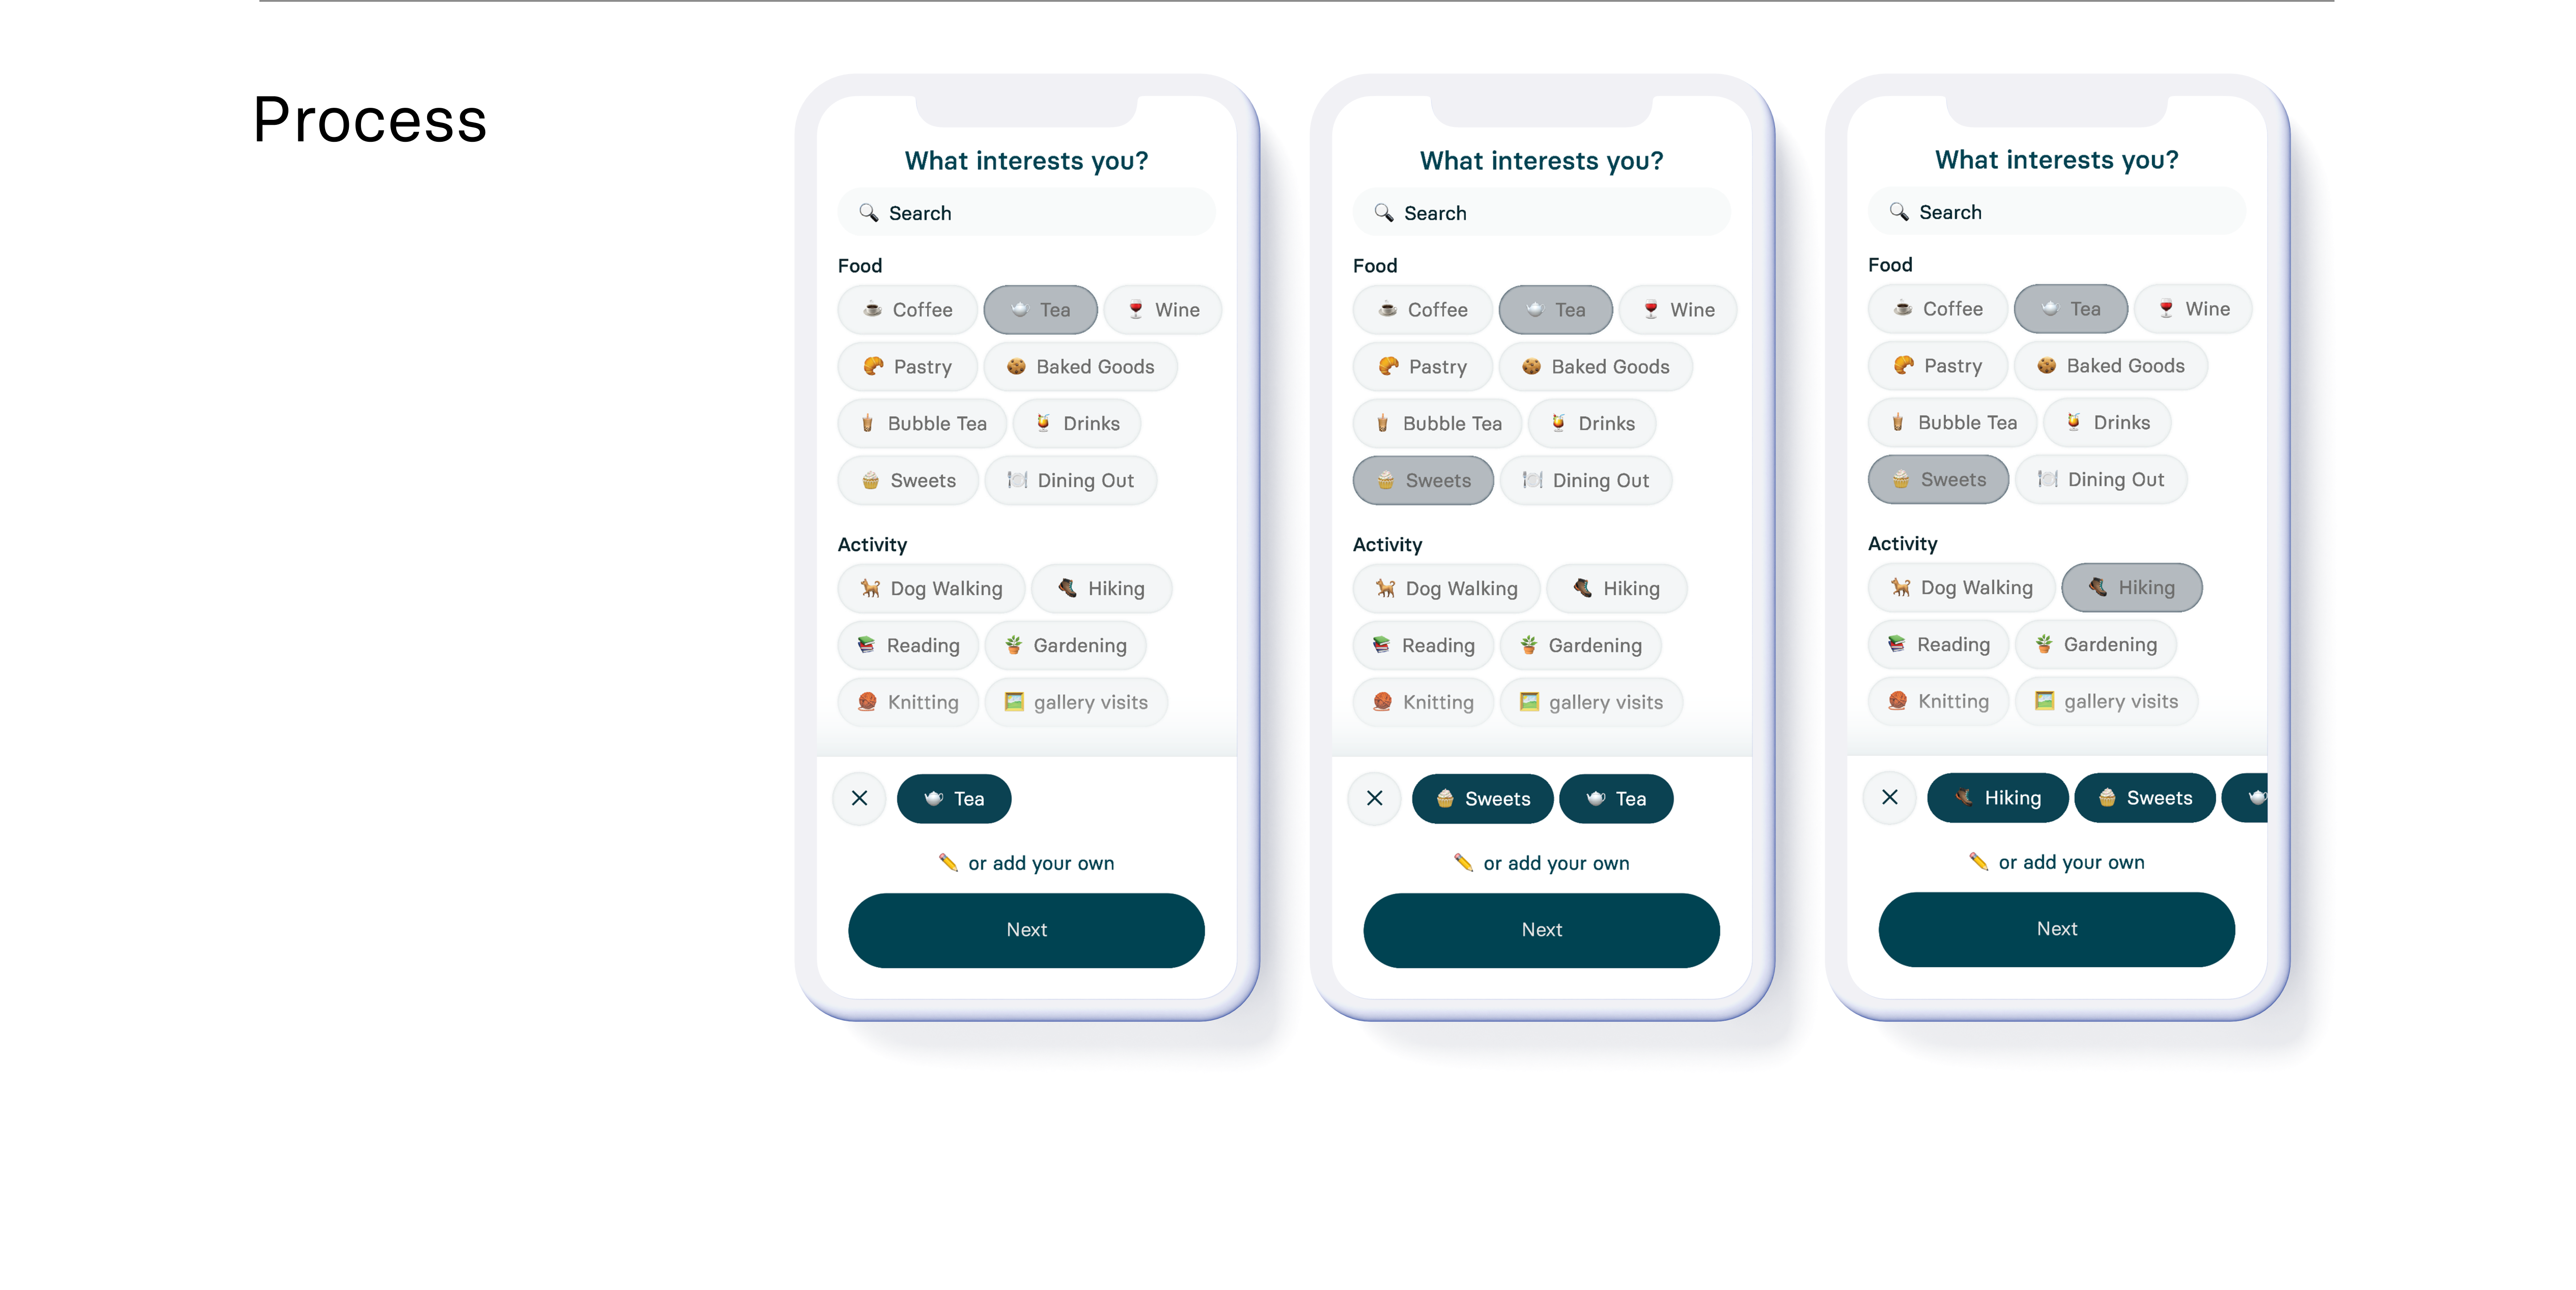 Process
What interests you?
Search
Food
Coffee Tea Wine
Pastry Baked Goods
Bubble Tea Drinks
Sweets Dining Out
Activity
Dog Walking Hiking
Reading Gardening
Knitting gallery visits
Tea
or add your own
Next
What interests you?
Search
Food
Coffee Tea Wine
Pastry Baked Goods
Bubble Tea Drinks
Sweets Dining Out
Activity
Dog Walking Hiking
Reading Gardening
Knitting gallery visits
Sweets Tea
or add your own
Next
What interests you?
Search
Food
Coffee Tea Wine
Pastry Baked Goods
Bubble Tea Drinks
Sweets Dining Out
Activity
Dog Walking Hiking
Reading Gardening
Knitting gallery visits
Hiking Sweets
or add your own
Next